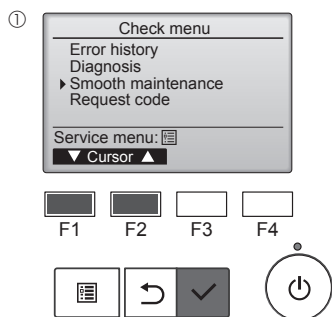 ①
Check menu
Error history
Diagnosis
Smooth maintenance
Request code
Service menu:
▼ Cursor ▲
F1 F2 F3 F4